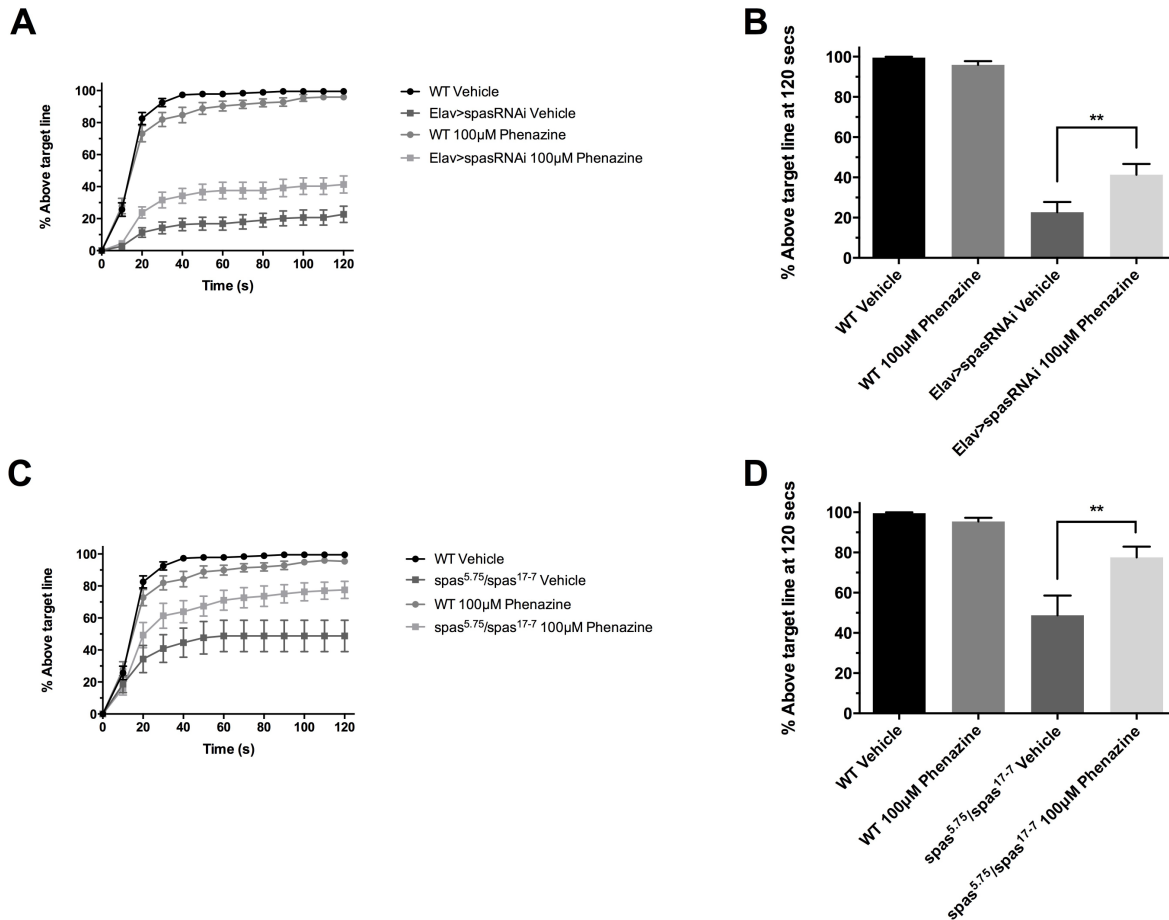 A
% Above target line
100
80
60
40
20
0
0 20 40 60 80 100 120
Time (s)
WT Vehicle
Elav>spasRNAi Vehicle
WT 100µM Phenazine
Elav>spasRNAi 100µM Phenazine
B
% Above target line at 120 secs
100
80
60
40
20
0
**
WT Vehicle
WT 100µM Phenazine
Elav>spasRNAi Vehicle
Elav>spasRNAi 100µM Phenazine
C
% Above target line
100
80
60
40
20
0
0 20 40 60 80 100 120
Time (s)
WT Vehicle
spas5.75/spas17-7 Vehicle
WT 100µM Phenazine
spas5.75/spas17-7 100µM Phenazine
D
% Above target line at 120 secs
100
80
60
40
20
0
**
WT Vehicle
WT 100µM Phenazine
spas5.75/spas17-7 Vehicle
spas5.75/spas17-7 100µM Phenazine